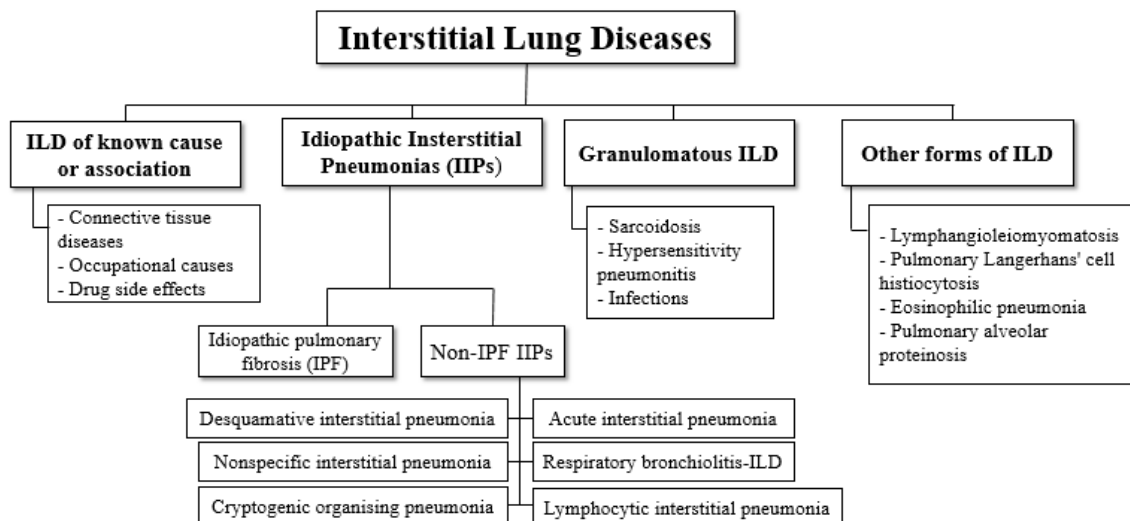 Interstitial Lung Diseases
ILD of known cause
or association
- Connective tissue
diseases
- Occupational causes
- Drug side effects
Idiopathic Insterstitial
Pneumonias (IIPs)
Idiopathic pulmonary
fibrosis (IPF)
Non-IPF IIPs
Desquamative interstitial pneumonia
Acute interstitial pneumonia
Nonspecific interstitial pneumonia
Respiratory bronchiolitis-ILD
Cryptogenic organising pneumonia
Lymphocytic interstitial pneumonia
Granulomatous ILD
- Sarcoidosis
- Hypersensitivity
pneumonitis
- Infections
Other forms of ILD
- Lymphangioleiomyomatosis
- Pulmonary Langerhans' cell
histiocytosis
- Eosinophilic pneumonia
- Pulmonary alveolar
proteinosis